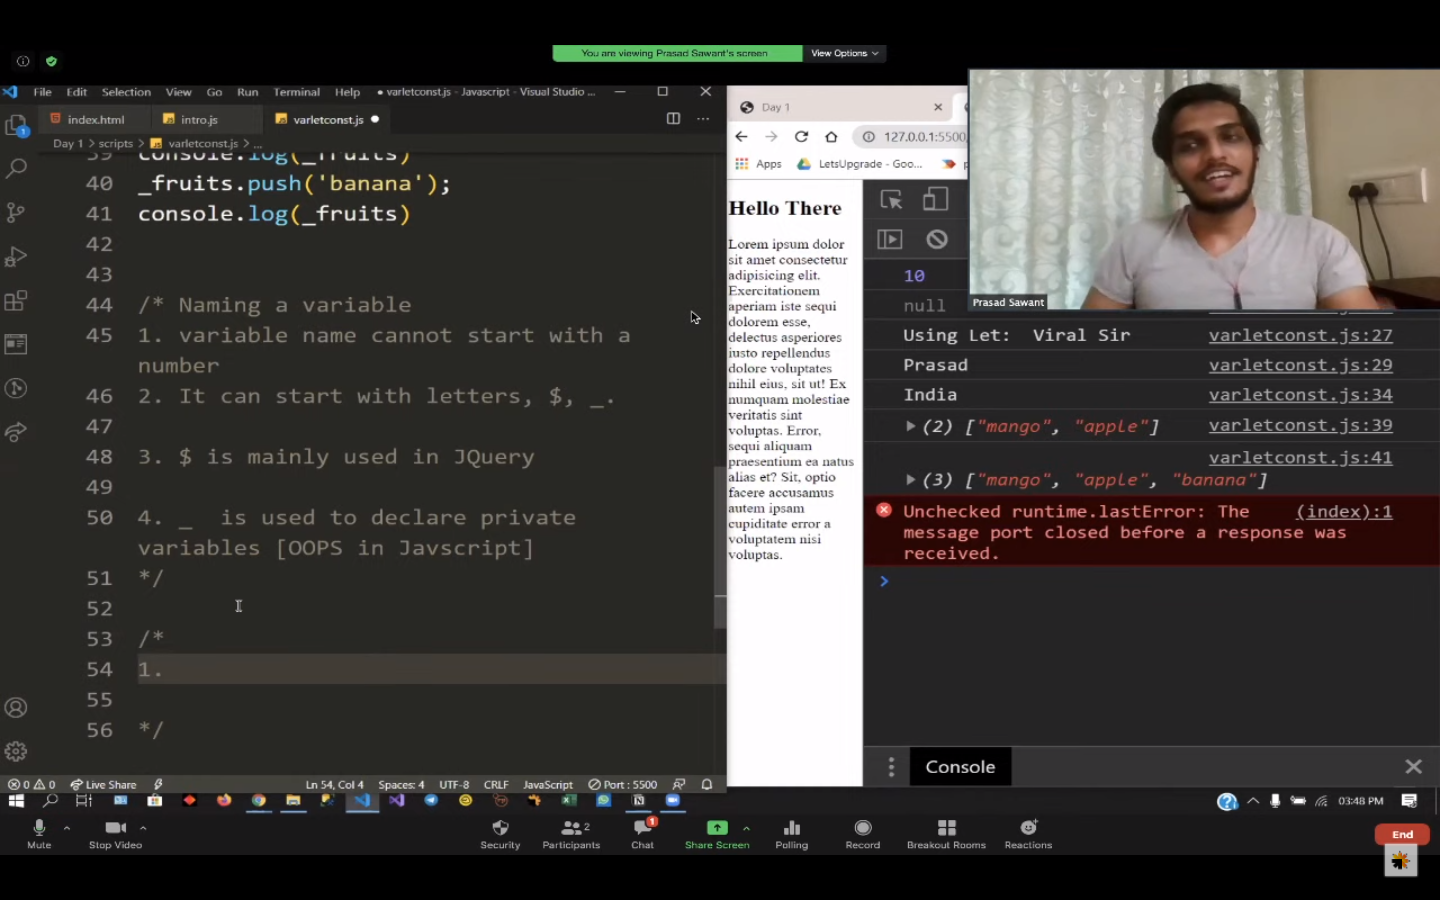 You are viewing Prasad Sawant's screen
View Options
File Edit Selection View Go Run Terminal Help
● varletconst.js - Javascript - Visual Studio ...
index.html
intro.js
varletconst.js ●
Day 1 > scripts > varletconst.js > ...
39 console.log(_fruits)
40 _fruits.push('banana');
41 console.log(_fruits)
42
43
44 /* Naming a variable
45 1. variable name cannot start with a
number
46 2. It can start with letters, $, _.
47
48 3. $ is mainly used in JQuery
49
50 4. _  is used to declare private
variables [OOPS in Javscript]
51 */
52
53 /*
54 1.
55
56 */
0 0 Live Share
Ln 54, Col 4 Spaces: 4 UTF-8 CRLF JavaScript Port : 5500
Day 1
127.0.0.1:5500
Apps LetsUpgrade - Goo...
Hello There
Lorem ipsum dolor
sit amet consectetur
adipisicing elit.
Exercitationem
aperiam iste sequi
dolorem esse,
delectus asperiores
iusto repellendus
dolore voluptates
nihil eius, sit ut! Ex
numquam molestiae
veritatis sint
voluptas. Error,
sequi aliquam
praesentium ea natus
alias et? Sit, optio
facere accusamus
autem ipsam
cupiditate error a
voluptatem nisi
voluptas.
Prasad Sawant
10
null
Using Let:  Viral Sir varletconst.js:27
Prasad varletconst.js:29
India varletconst.js:34
(2) ["mango", "apple"] varletconst.js:39
varletconst.js:41
(3) ["mango", "apple", "banana"]
Unchecked runtime.lastError: The (index):1
message port closed before a response was
received.
>
Console
03:48 PM
Mute
Stop Video
Security
Participants 2
Chat 1
Share Screen
Polling
Record
Breakout Rooms
Reactions
End